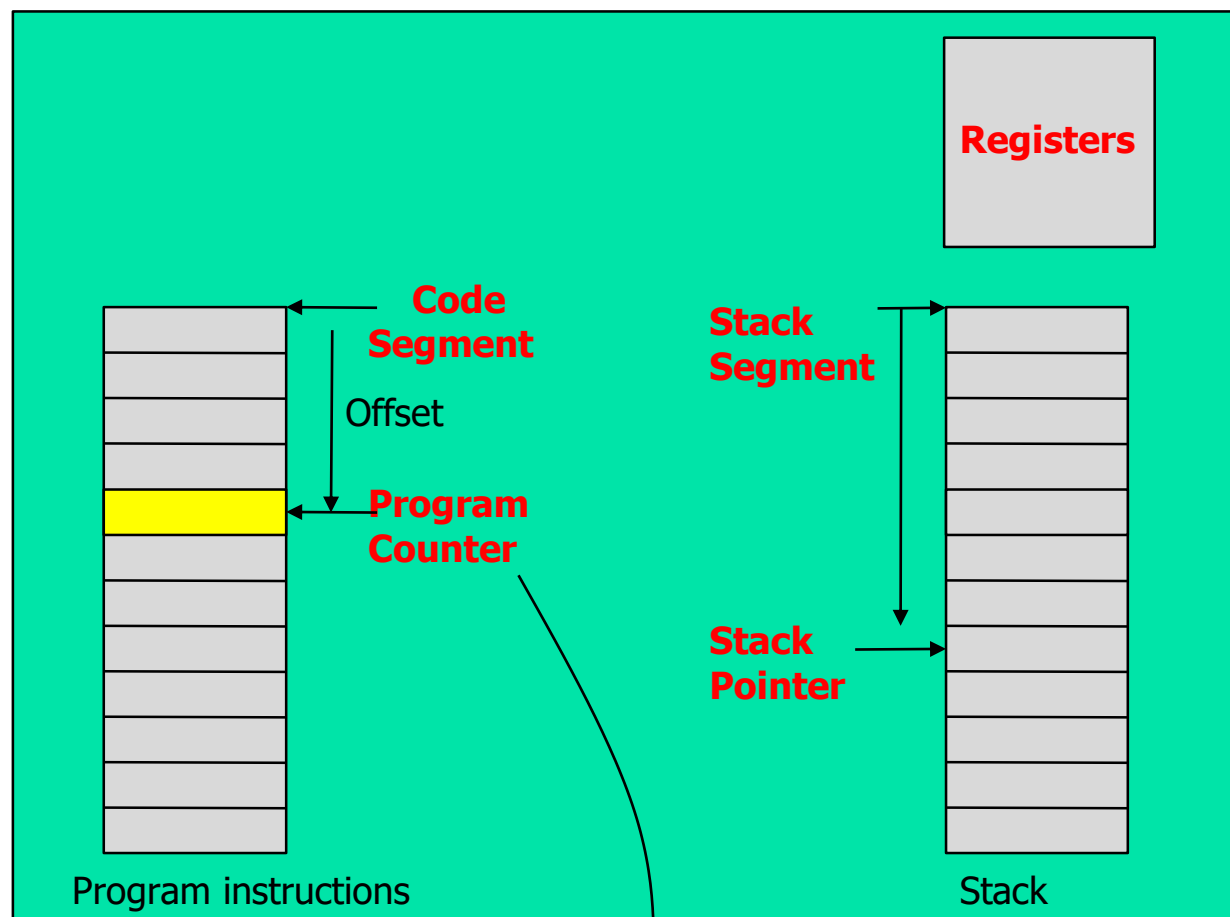 Registers
Code
Segment
Offset
Program
Counter
Stack
Segment
Stack
Pointer
Program instructions
Stack